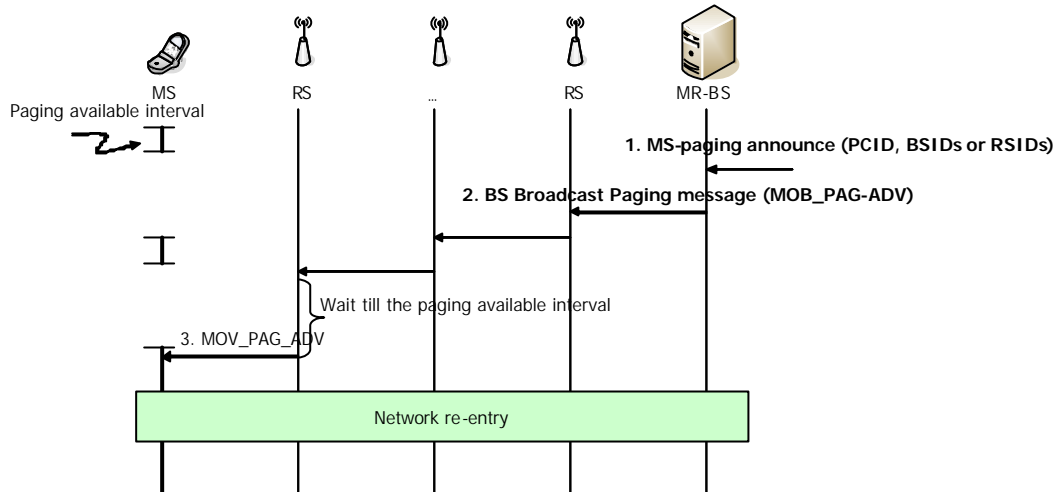 MS
RS
...
RS
MR-BS
Paging available interval
1. MS-paging announce (PCID, BSIDs or RSIDs)
2. BS Broadcast Paging message (MOB_PAG-ADV)
Wait till the paging available interval
3. MOV_PAG_ADV
Network re-entry